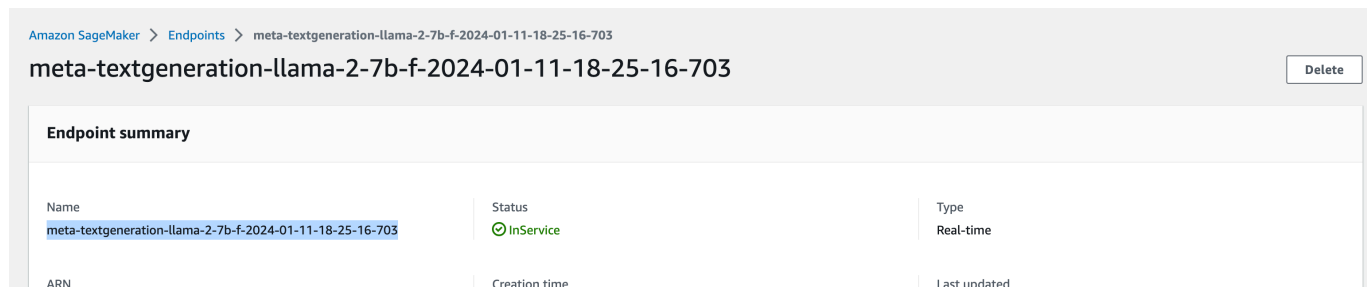 Amazon SageMaker > Endpoints > meta-textgeneration-llama-2-7b-f-2024-01-11-18-25-16-703
meta-textgeneration-llama-2-7b-f-2024-01-11-18-25-16-703
Delete
Endpoint summary
Name
meta-textgeneration-llama-2-7b-f-2024-01-11-18-25-16-703
Status
InService
Type
Real-time
ARN
Creation time
Last updated